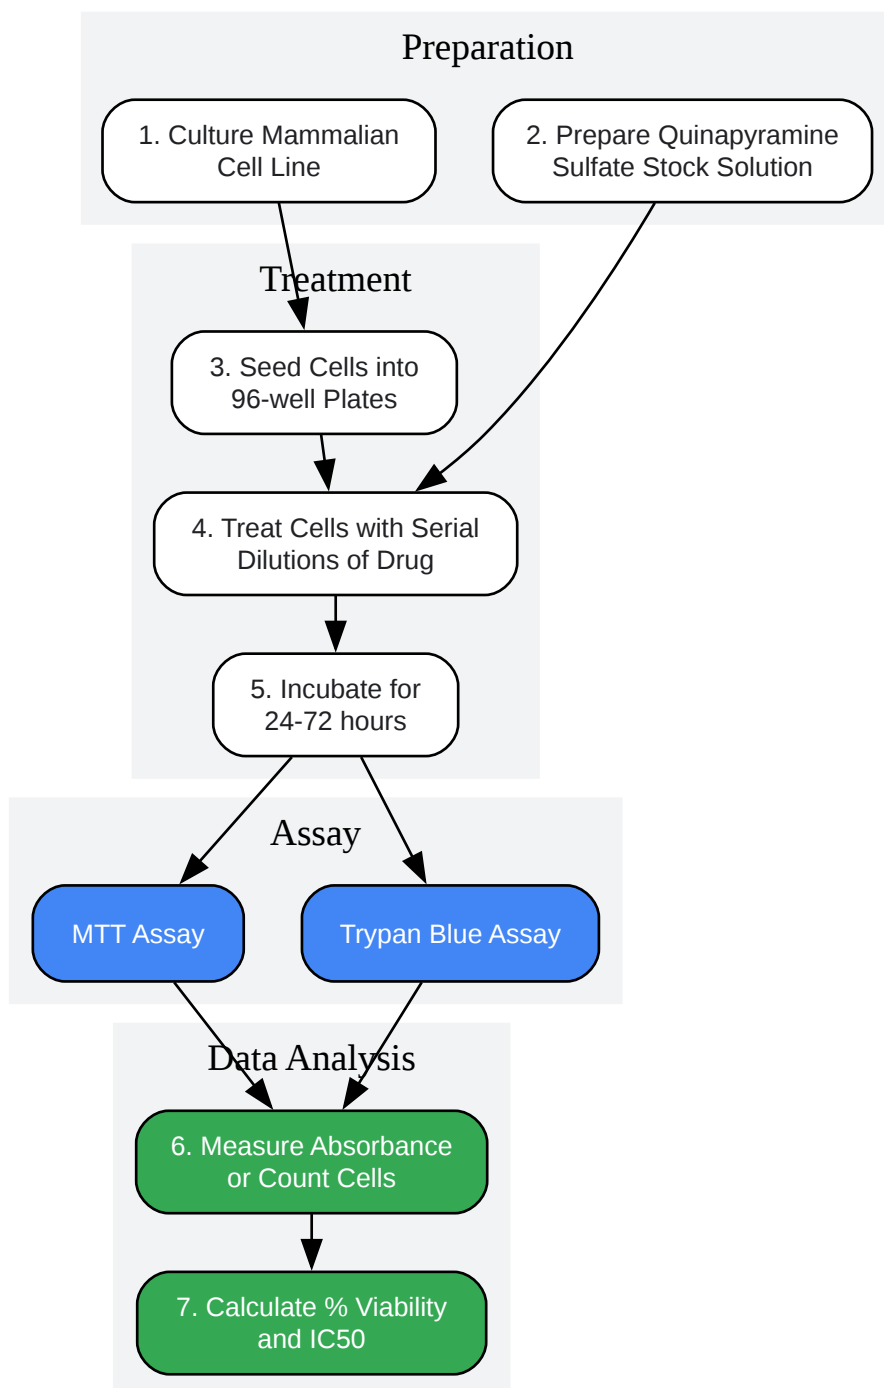 Preparation
1. Culture Mammalian
Cell Line
2. Prepare Quinapyramine
Sulfate Stock Solution
Treatment
3. Seed Cells into
96-well Plates
4. Treat Cells with Serial
Dilutions of Drug
5. Incubate for
24-72 hours
Assay
MTT Assay
Trypan Blue Assay
Data Analysis
6. Measure Absorbance
or Count Cells
7. Calculate % Viability
and IC50